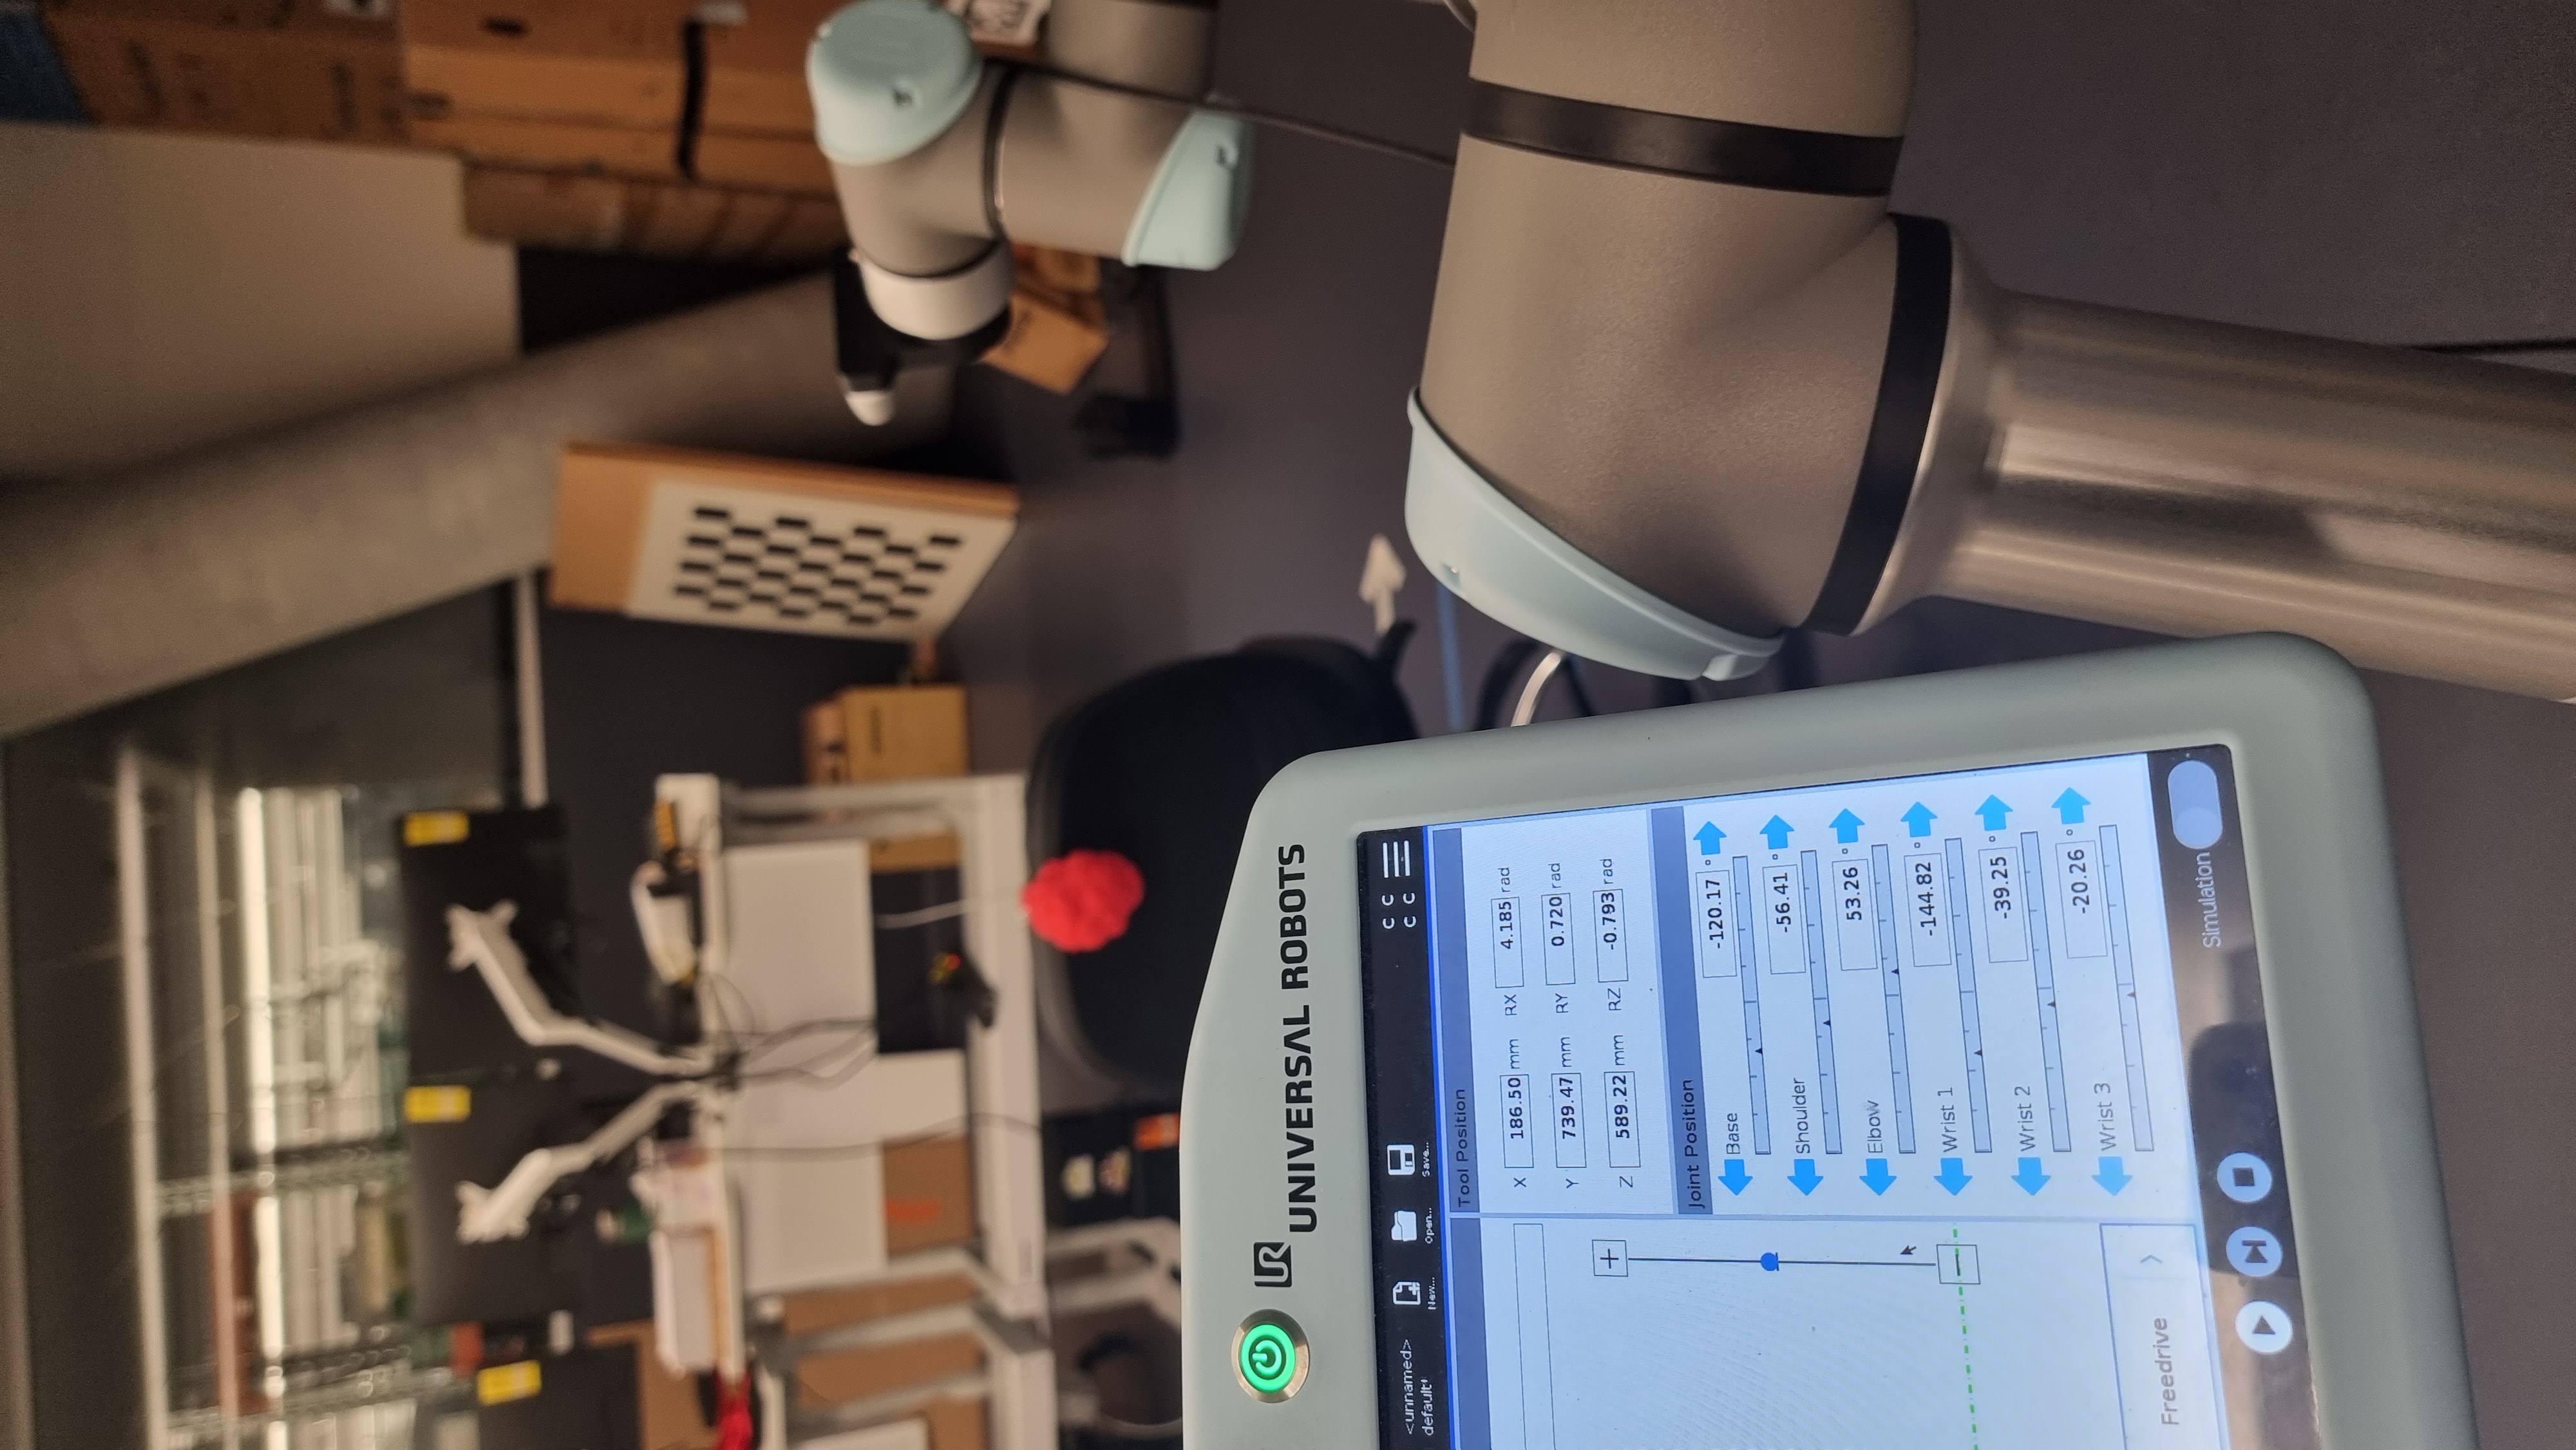 UR UNIVERSAL ROBOTS
<unnamed>
default*
New...
Open...
Save...
C C
C C
Tool Position
X 186.50 mm RX 4.185 rad
Y 739.47 mm RY 0.720 rad
Z 589.22 mm RZ -0.793 rad
Joint Position
Base -120.17 °
Shoulder -56.41 °
Elbow 53.26 °
Wrist 1 -144.82 °
Wrist 2 -39.25 °
Wrist 3 -20.26 °
Freedrive
Simulation